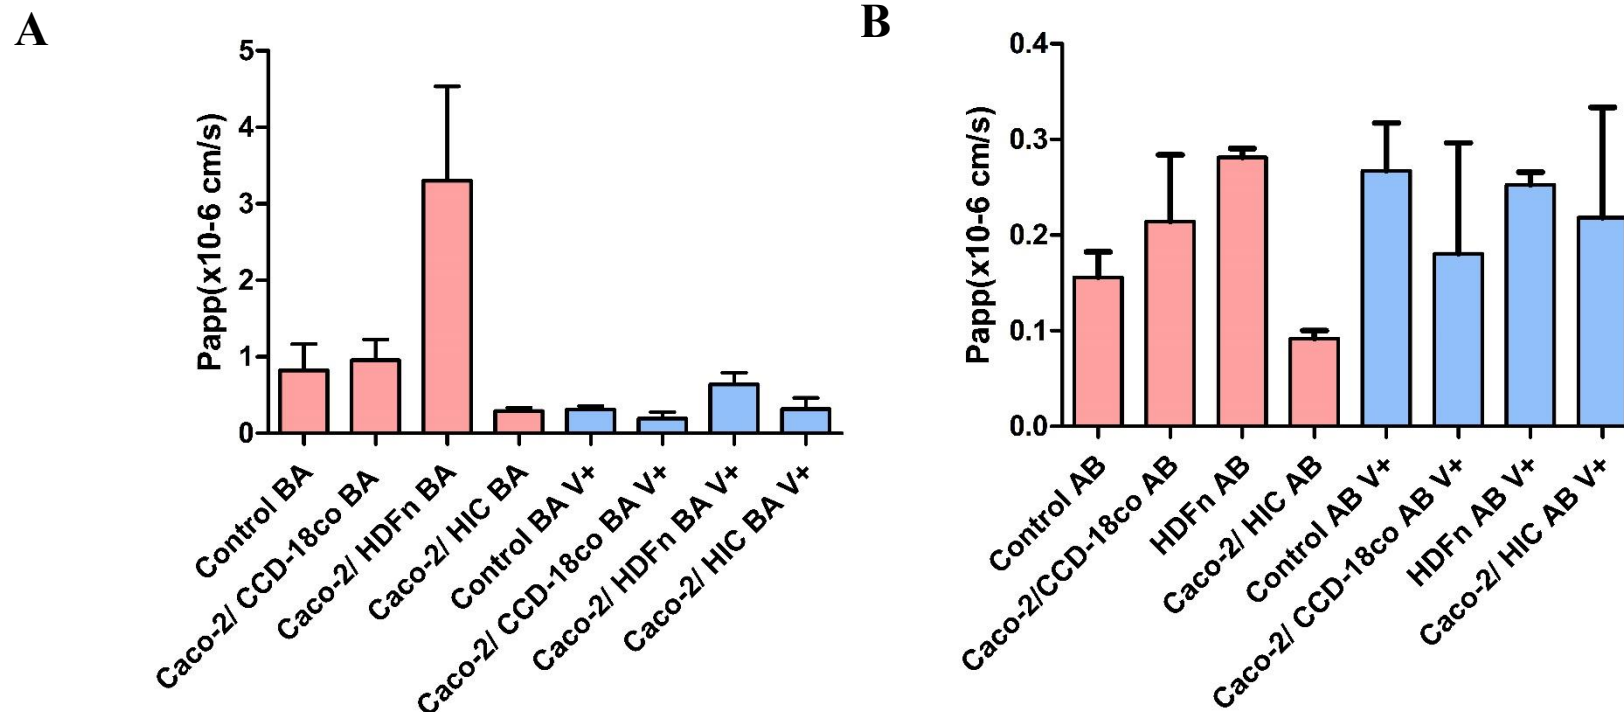 A
Papp(x10-6 cm/s)
5
4
3
2
1
0
Control BA
Caco-2/ CCD-18co BA
Caco-2/ HDFn BA
Caco-2/ HIC BA
Control BA V+
Caco-2/ CCD-18co BA V+
Caco-2/ HDFn BA V+
Caco-2/ HIC BA V+
B
Papp(x10-6 cm/s)
0.4
0.3
0.2
0.1
0.0
Control AB
Caco-2/CCD-18co AB
HDFn AB
Caco-2/ HIC AB
Control AB V+
Caco-2/ CCD-18co AB V+
HDFn AB V+
Caco-2/ HIC AB V+